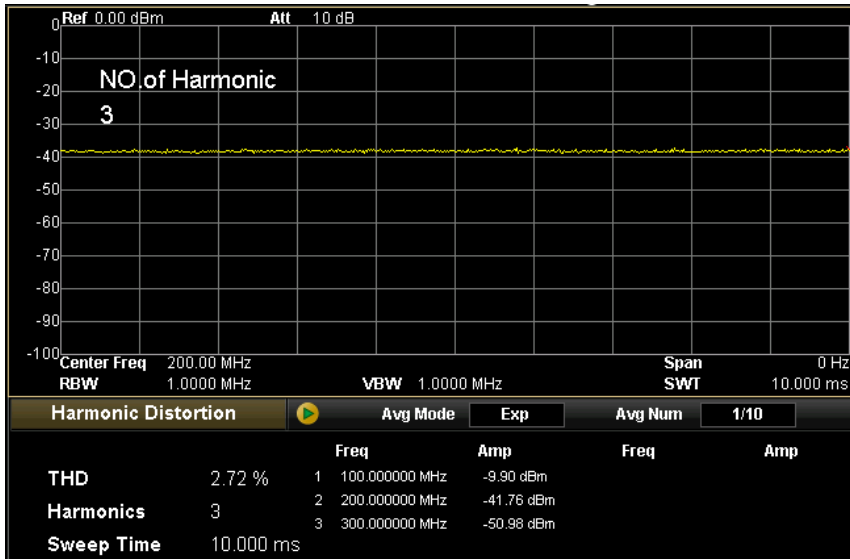 Ref 0.00 dBm Att 10 dB
0
-10
NO.of Harmonic
-20
3
-30
-40
-50
-60
-70
-80
-90
-100
Center Freq 200.00 MHz Span 0 Hz
RBW 1.0000 MHz VBW 1.0000 MHz SWT 10.000 ms
Harmonic Distortion Avg Mode Exp Avg Num 1/10
Freq Amp Freq Amp
THD 2.72 % 1 100.000000 MHz -9.90 dBm
2 200.000000 MHz -41.76 dBm
Harmonics 3
3 300.000000 MHz -50.98 dBm
Sweep Time 10.000 ms